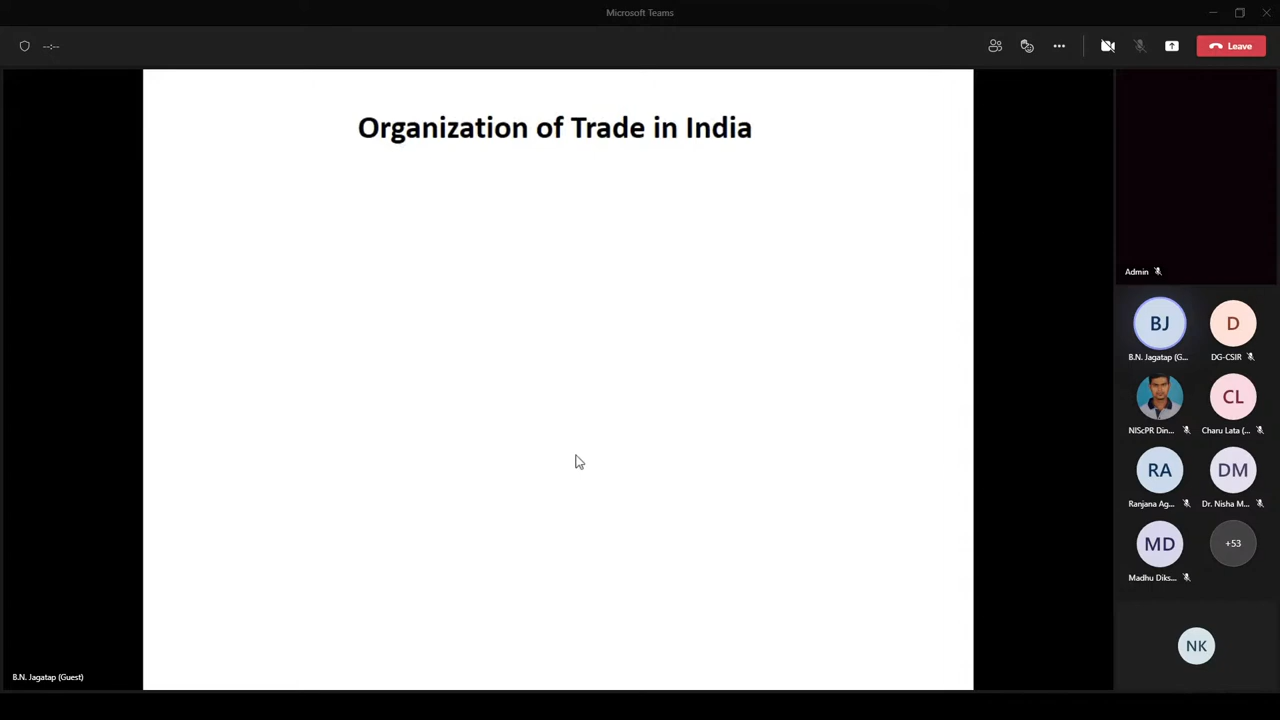 Microsoft Teams
--:--
Leave
Organization of Trade in India
Admin
BJ
D
B.N. Jagatap (G...
DG-CSIR
CL
NIScPR Din...
Charu Lata (...
RA
DM
Ranjana Ag...
Dr. Nisha M...
MD
+53
Madhu Diks...
NK
B.N. Jagatap (Guest)